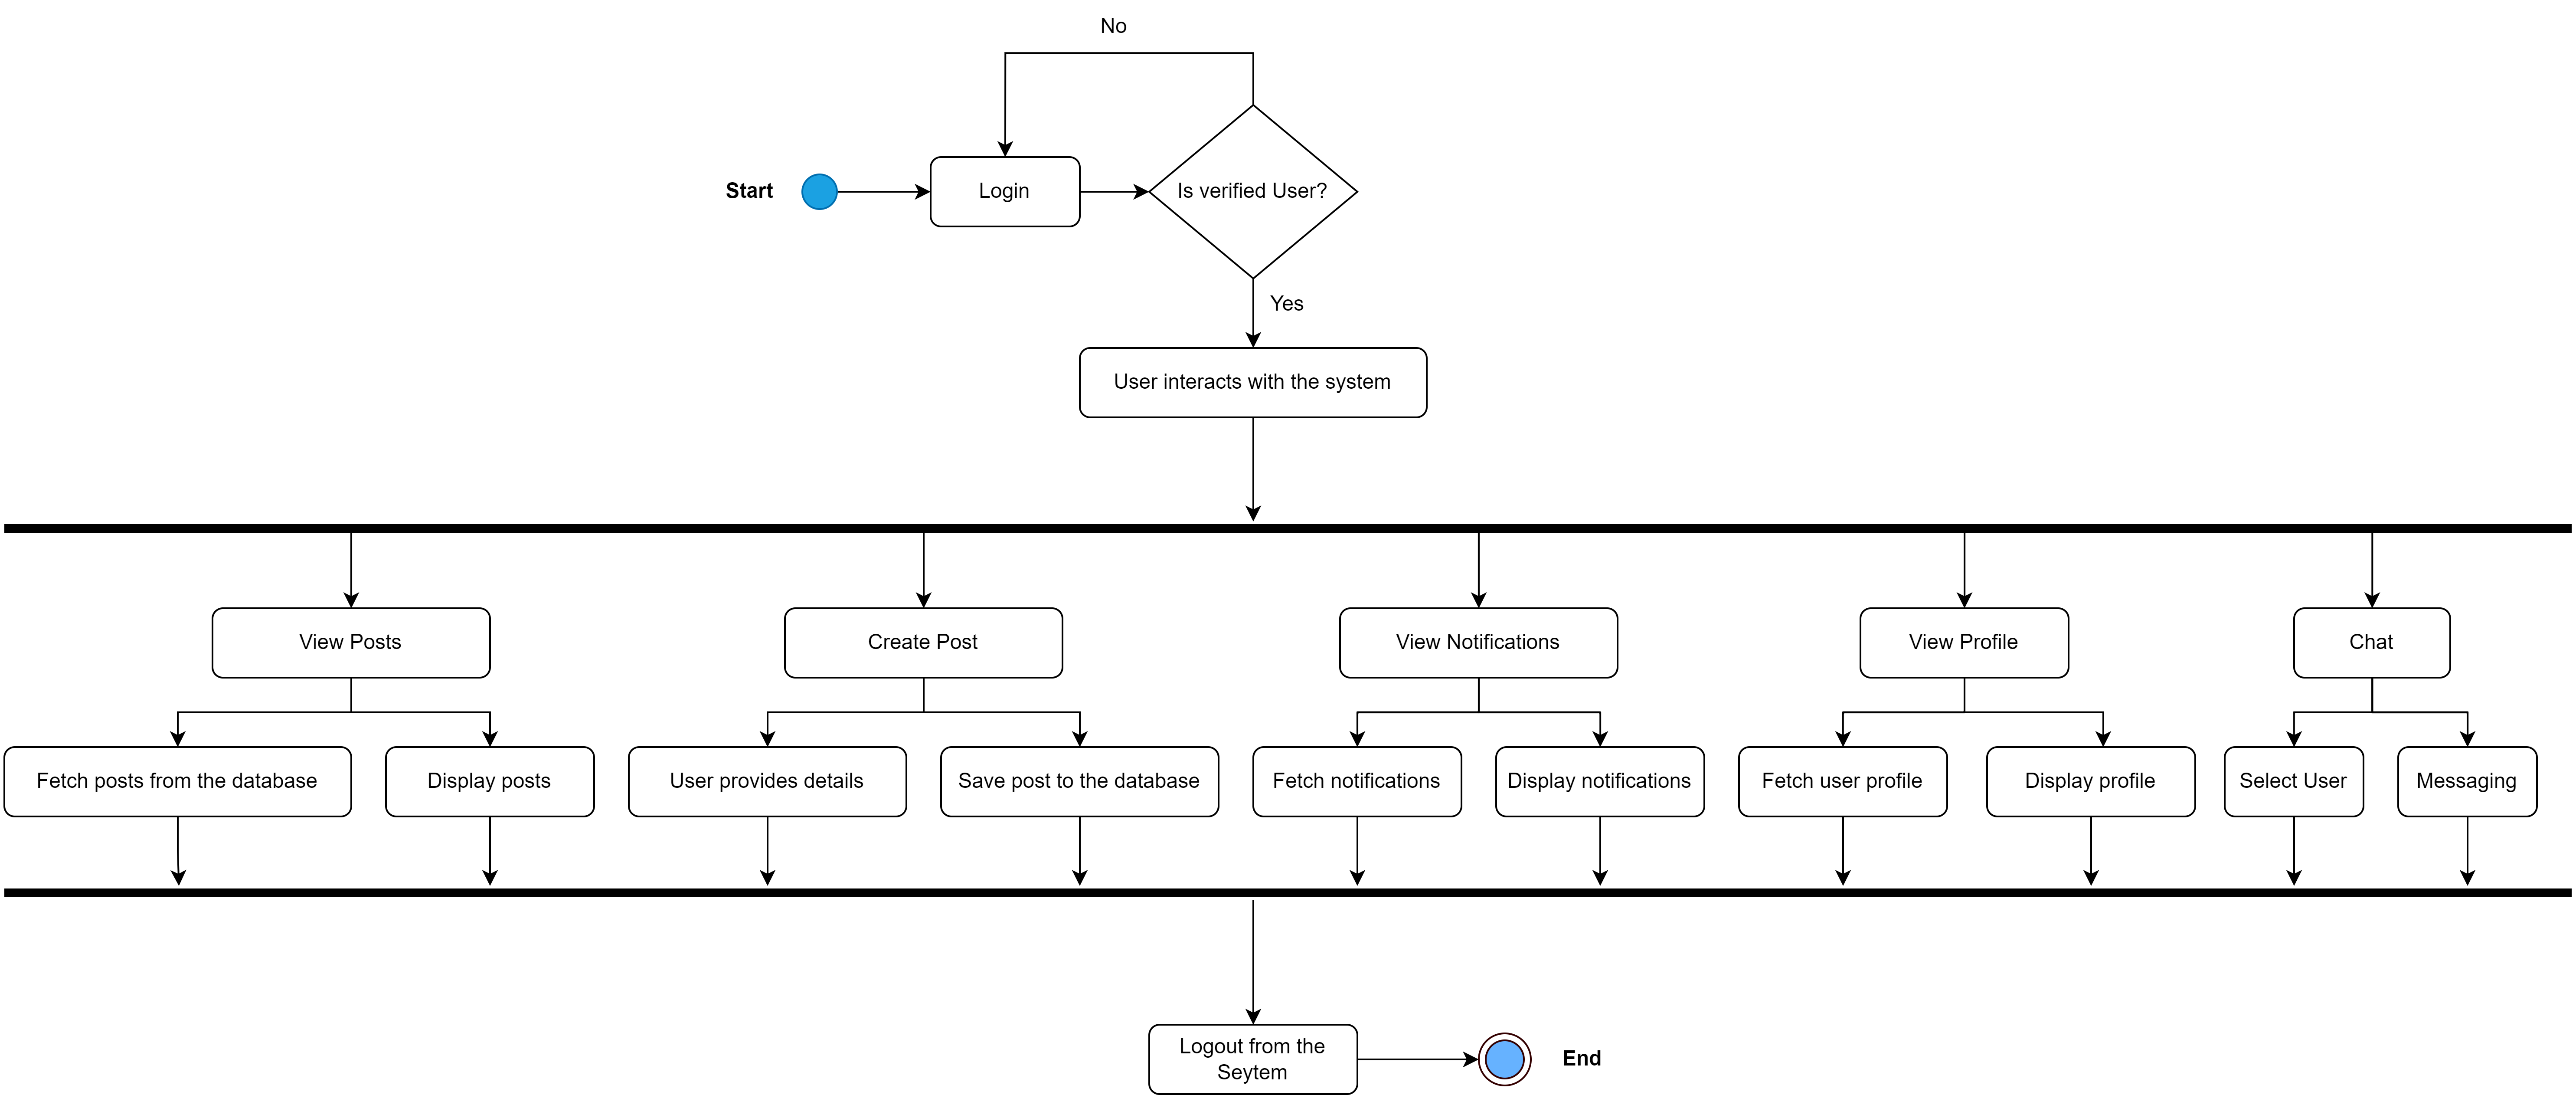 No
Start
Login
Is verified User?
Yes
User interacts with the system
View Posts
Create Post
View Notifications
View Profile
Chat
Fetch posts from the database
Display posts
User provides details
Save post to the database
Fetch notifications
Display notifications
Fetch user profile
Display profile
Select User
Messaging
Logout from the
Seytem
End